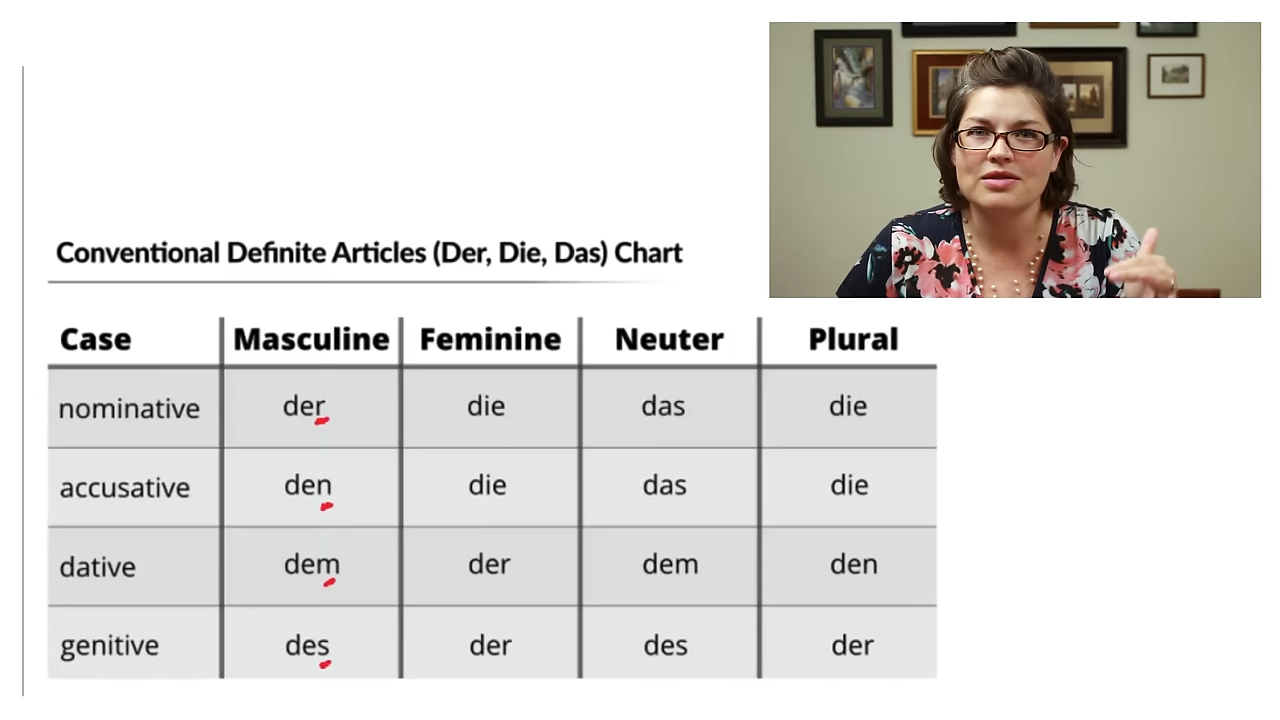 Conventional Definite Articles (Der, Die, Das) Chart
Case Masculine Feminine Neuter Plural
nominative der die das die
accusative den die das die
dative dem der dem den
genitive des der des der